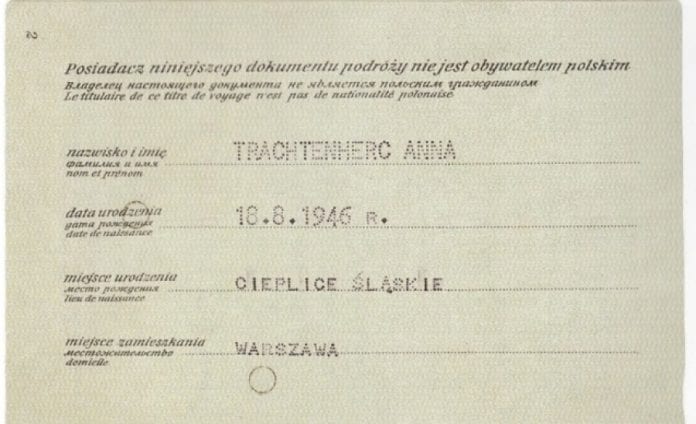 2
Posiadacz niniejszego dokumentu podróży nie jest obywatelem polskim
Владелец настоящего документа не является польским гражданином
Le titulaire de ce titre de voyage n'est pas de nationalité polonaise
nazwisko i imię TRACHTENHERC ANNA
фамилия и имя
nom et prénom
data urodzenia 18.8.1946 R.
дата рождения
date de naissance
miejsce urodzenia CIEPLICE ŚLĄSKIE
место рождения
lieu de naissance
miejsce zamieszkania WARSZAWA
местожительство
domicile